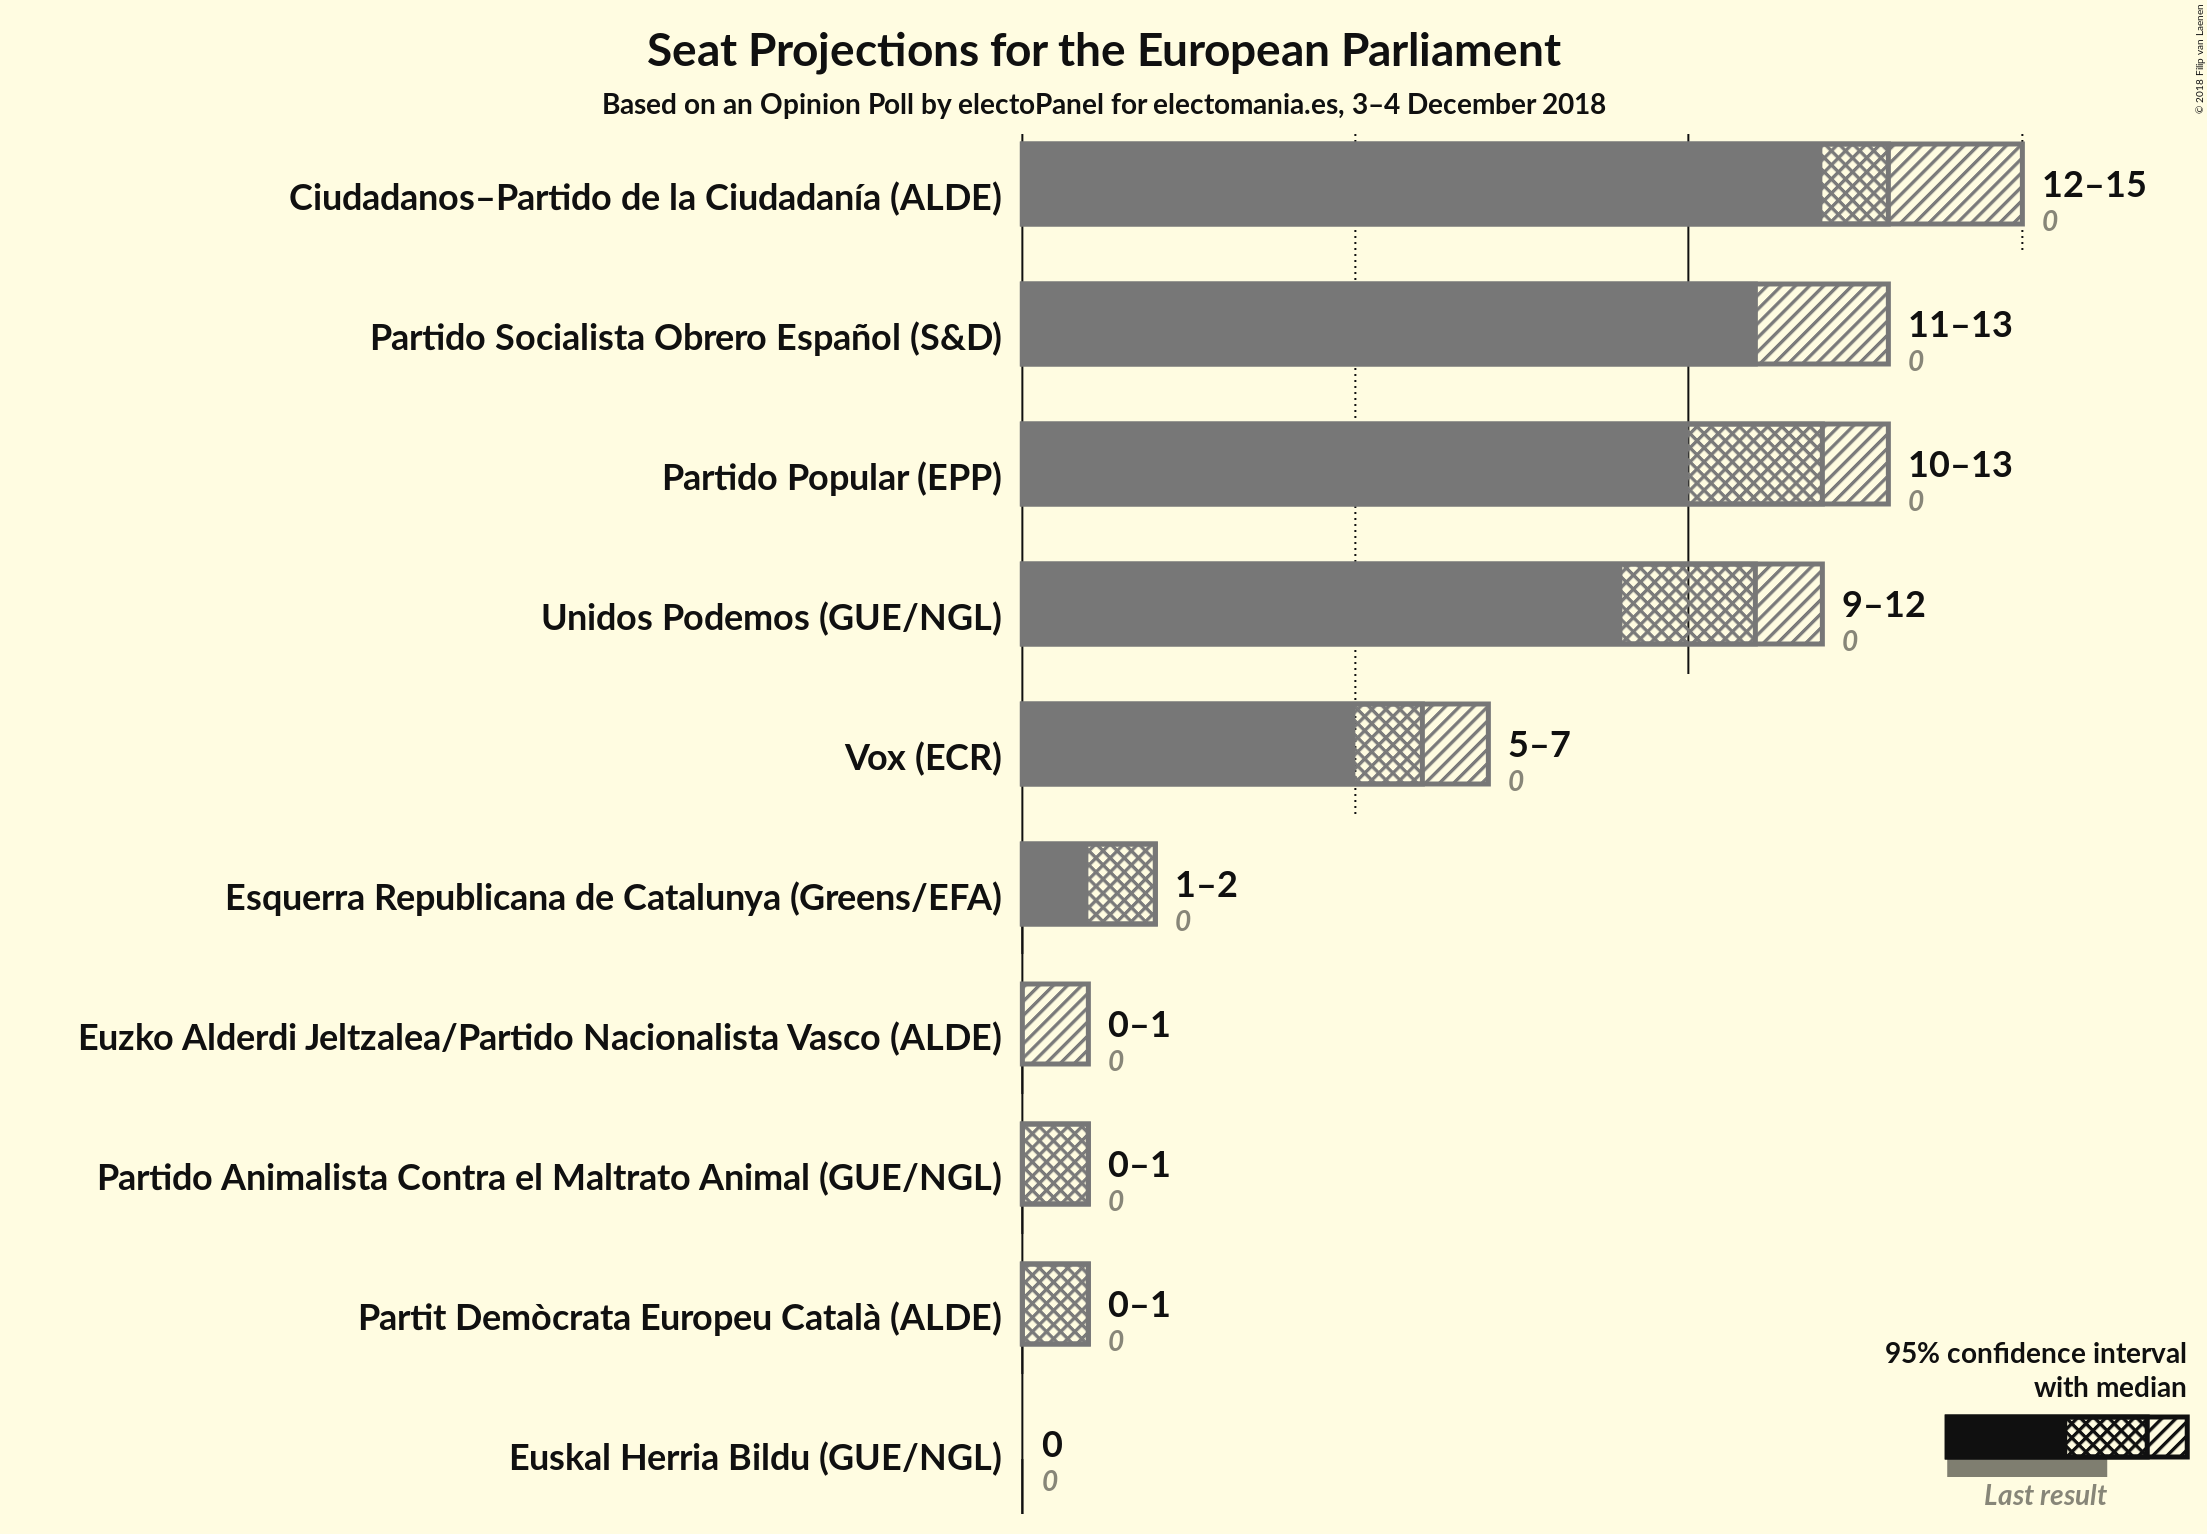 Seat Projections for the European Parliament
Based on an Opinion Poll by electoPanel for electomania.es, 3–4 December 2018
© 2018 Filip van Laenen
Ciudadanos–Partido de la Ciudadanía (ALDE)
12–15
0
Partido Socialista Obrero Español (S&D)
11–13
0
Partido Popular (EPP)
10–13
0
Unidos Podemos (GUE/NGL)
9–12
0
Vox (ECR)
5–7
0
Esquerra Republicana de Catalunya (Greens/EFA)
1–2
0
Euzko Alderdi Jeltzalea/Partido Nacionalista Vasco (ALDE)
0–1
0
Partido Animalista Contra el Maltrato Animal (GUE/NGL)
0–1
0
Partit Demòcrata Europeu Català (ALDE)
0–1
0
Euskal Herria Bildu (GUE/NGL)
0
0
95% confidence interval
with median
Last result